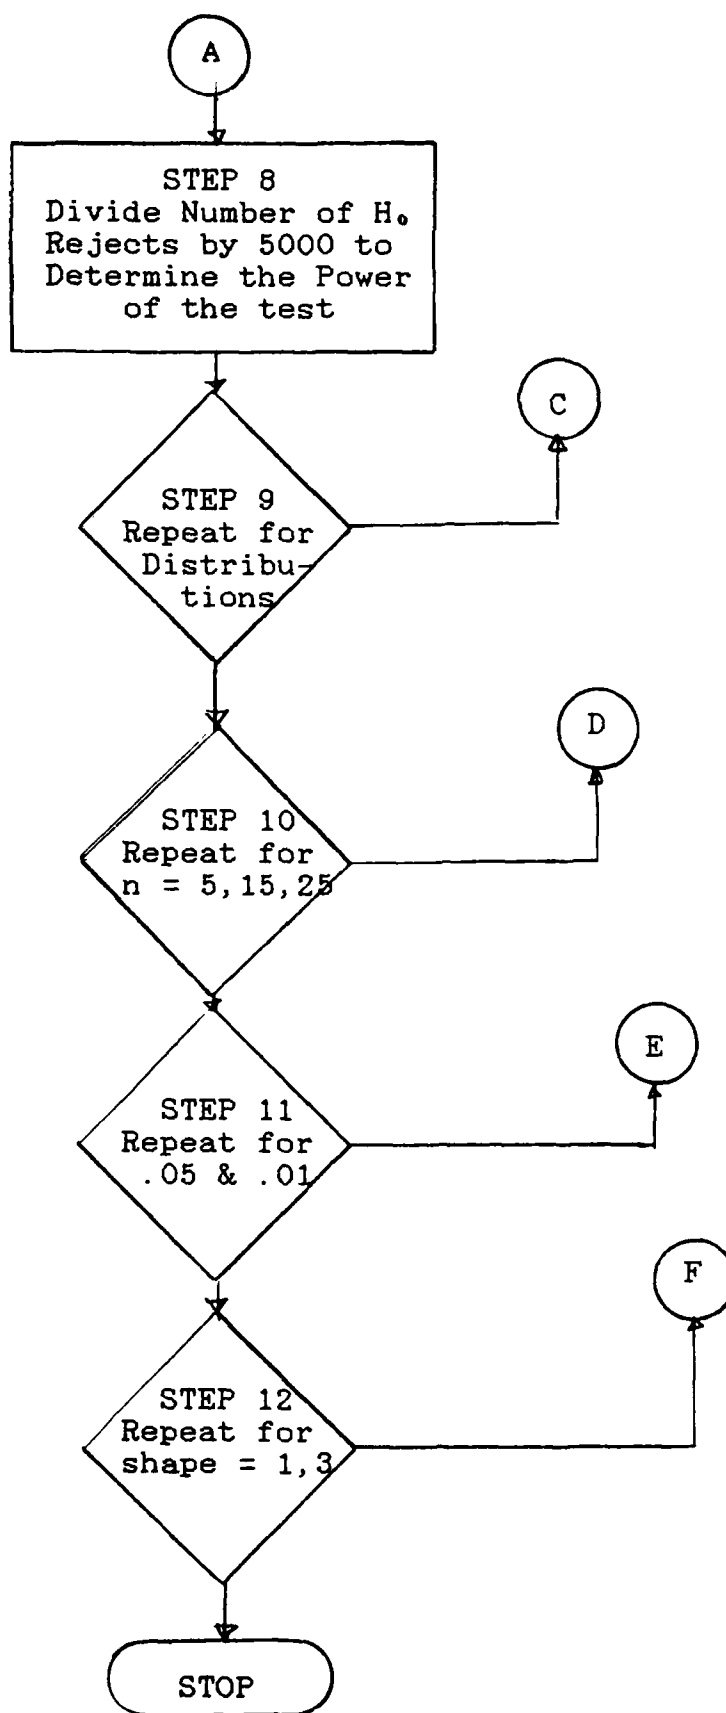 A
STEP 8
Divide Number of H₀
Rejects by 5000 to
Determine the Power
of the test
C
STEP 9
Repeat for
Distribu-
tions
D
STEP 10
Repeat for
n = 5,15,25
E
STEP 11
Repeat for
.05 & .01
F
STEP 12
Repeat for
shape = 1,3
STOP